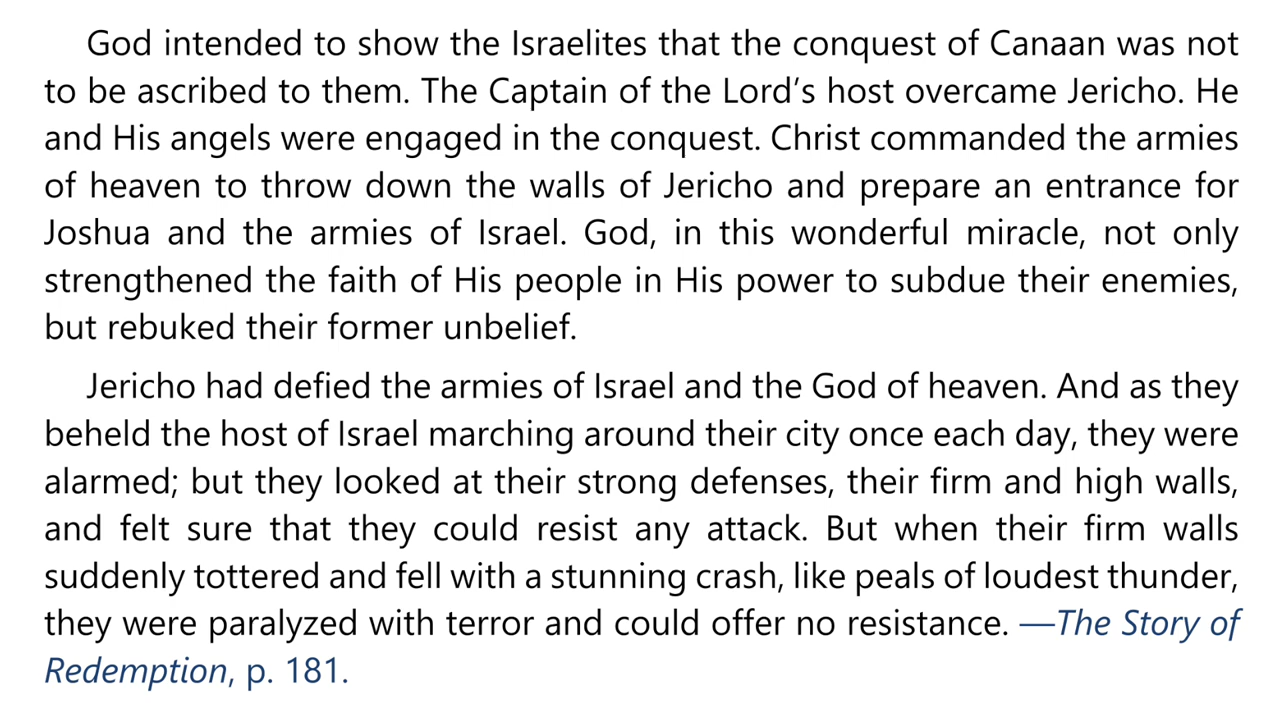 God intended to show the Israelites that the conquest of Canaan was not
to be ascribed to them. The Captain of the Lord’s host overcame Jericho. He
and His angels were engaged in the conquest. Christ commanded the armies
of heaven to throw down the walls of Jericho and prepare an entrance for
Joshua and the armies of Israel. God, in this wonderful miracle, not only
strengthened the faith of His people in His power to subdue their enemies,
but rebuked their former unbelief.
Jericho had defied the armies of Israel and the God of heaven. And as they
beheld the host of Israel marching around their city once each day, they were
alarmed; but they looked at their strong defenses, their firm and high walls,
and felt sure that they could resist any attack. But when their firm walls
suddenly tottered and fell with a stunning crash, like peals of loudest thunder,
they were paralyzed with terror and could offer no resistance. —The Story of
Redemption, p. 181.